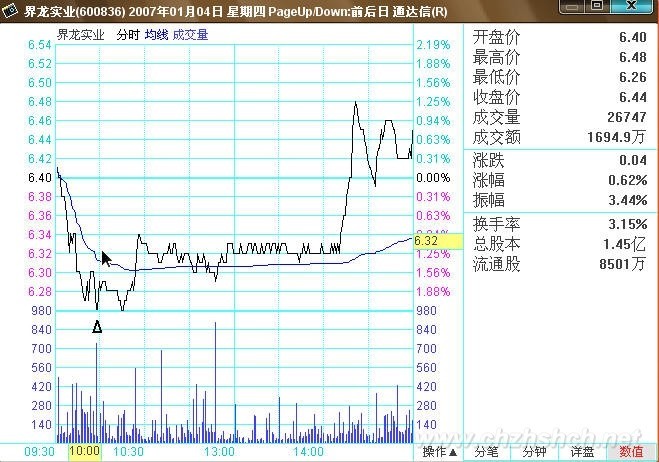 界龙实业(600836) 2007年01月04日 星期四 PageUp/Down:前后日 通达信(R)
界龙实业 分时 均线 成交量
6.54 2.19%
6.52 1.88%
6.50 1.56%
6.48 1.25%
6.46 0.94%
6.44 0.63%
6.42 0.31%
6.40 0.00%
6.38 0.31%
6.36 0.63%
6.34
6.32 6.32
6.30 1.25%
1.56%
6.28 1.88%
980 980
840 840
700 700
560 560
420 420
280 280
140 140
09:30 10:00 10:30 13:00 14:00
开盘价 6.40
最高价 6.48
最低价 6.26
收盘价 6.44
成交量 26747
成交额 1694.9万
涨跌 0.04
涨幅 0.62%
振幅 3.44%
换手率 3.15%
总股本 1.45亿
流通股 8501万
www.chzhshch.net
操作▲ 分笔 分钟 详盘 数值